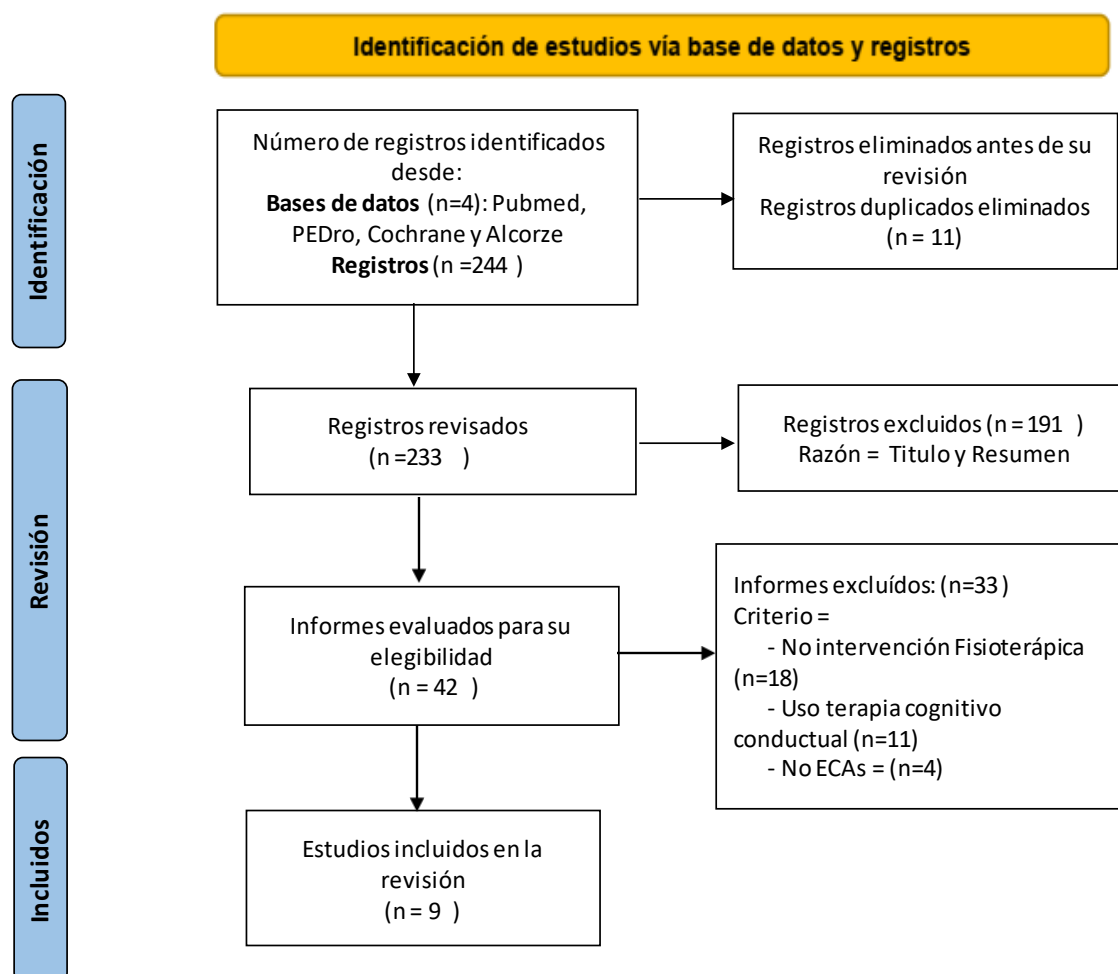 Identificación de estudios vía base de datos y registros
Identificación
Número de registros identificados
desde:
Bases de datos (n=4): Pubmed,
PEDro, Cochrane y Alcorze
Registros (n =244 )
Registros eliminados antes de su
revisión
Registros duplicados eliminados
(n = 11)
Revisión
Registros revisados
(n =233 )
Registros excluidos (n = 191 )
Razón = Titulo y Resumen
Informes evaluados para su
elegibilidad
(n = 42 )
Informes excluídos: (n=33 )
Criterio =
- No intervención Fisioterápica
(n=18)
- Uso terapia cognitivo
conductual (n=11)
- No ECAs = (n=4)
Incluidos
Estudios incluidos en la
revisión
(n = 9 )